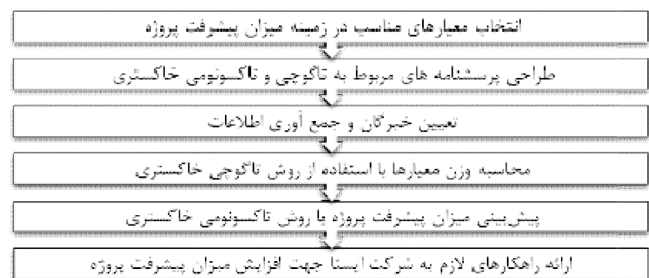 انتخاب معیارهای مناسب در زمینه میزان پیشرفت پروژه
طراحی پرسشنامه های مربوط به تاگوچی و تاکسونومی خاکستری
تعیین خبرگان و جمع آوری اطلاعات
محاسبه وزن معیارها با استفاده از روش تاگوچی خاکستری
پیش‌بینی میزان پیشرفت پروژه با روش تاکسونومی خاکستری
ارائه راهکارهای لازم به شرکت ایستا جهت افزایش میزان پیشرفت پروژه